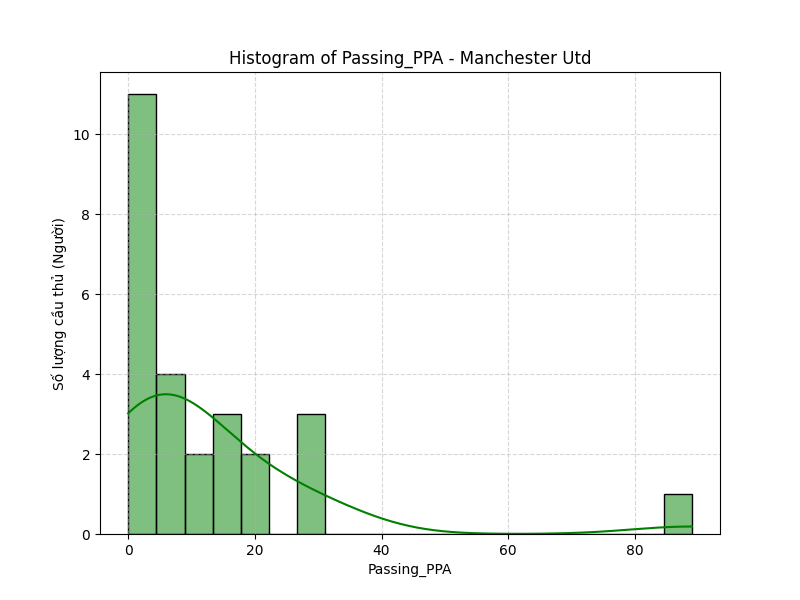 Histogram of Passing_PPA - Manchester Utd
Số lượng cầu thủ (Người)
10
8
6
4
2
0
0 20 40 60 80
Passing_PPA